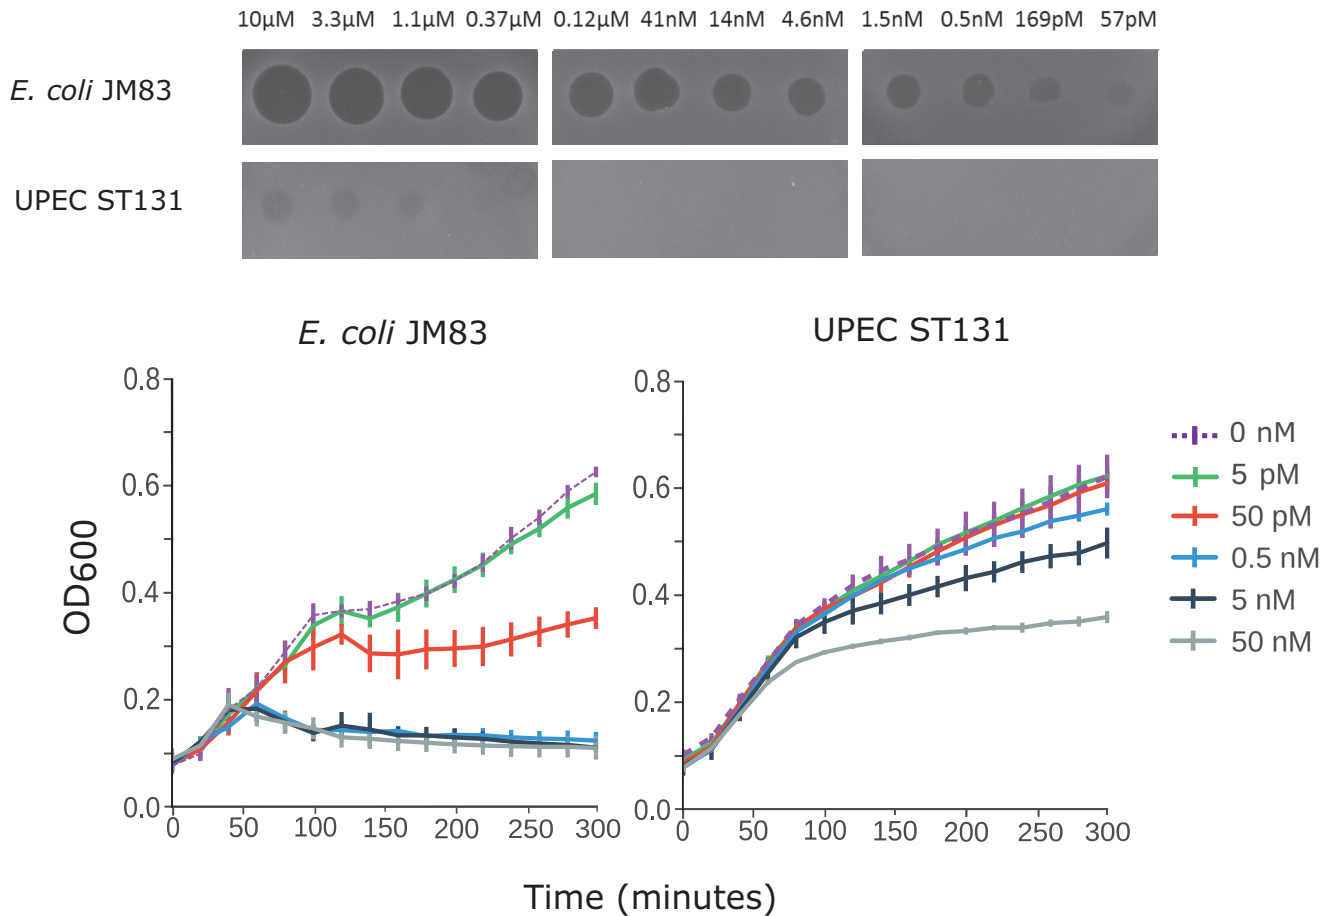 10µM 3.3µM 1.1µM 0.37µM 0.12µM 41nM 14nM 4.6nM 1.5nM 0.5nM 169pM 57pM
E. coli JM83
UPEC ST131
E. coli JM83
UPEC ST131
0.8
0.6
0.4
0.2
0.0
OD600
0 50 100 150 200 250 300
0.8
0.6
0.4
0.2
0.0
0 50 100 150 200 250 300
0 nM
5 pM
50 pM
0.5 nM
5 nM
50 nM
Time (minutes)